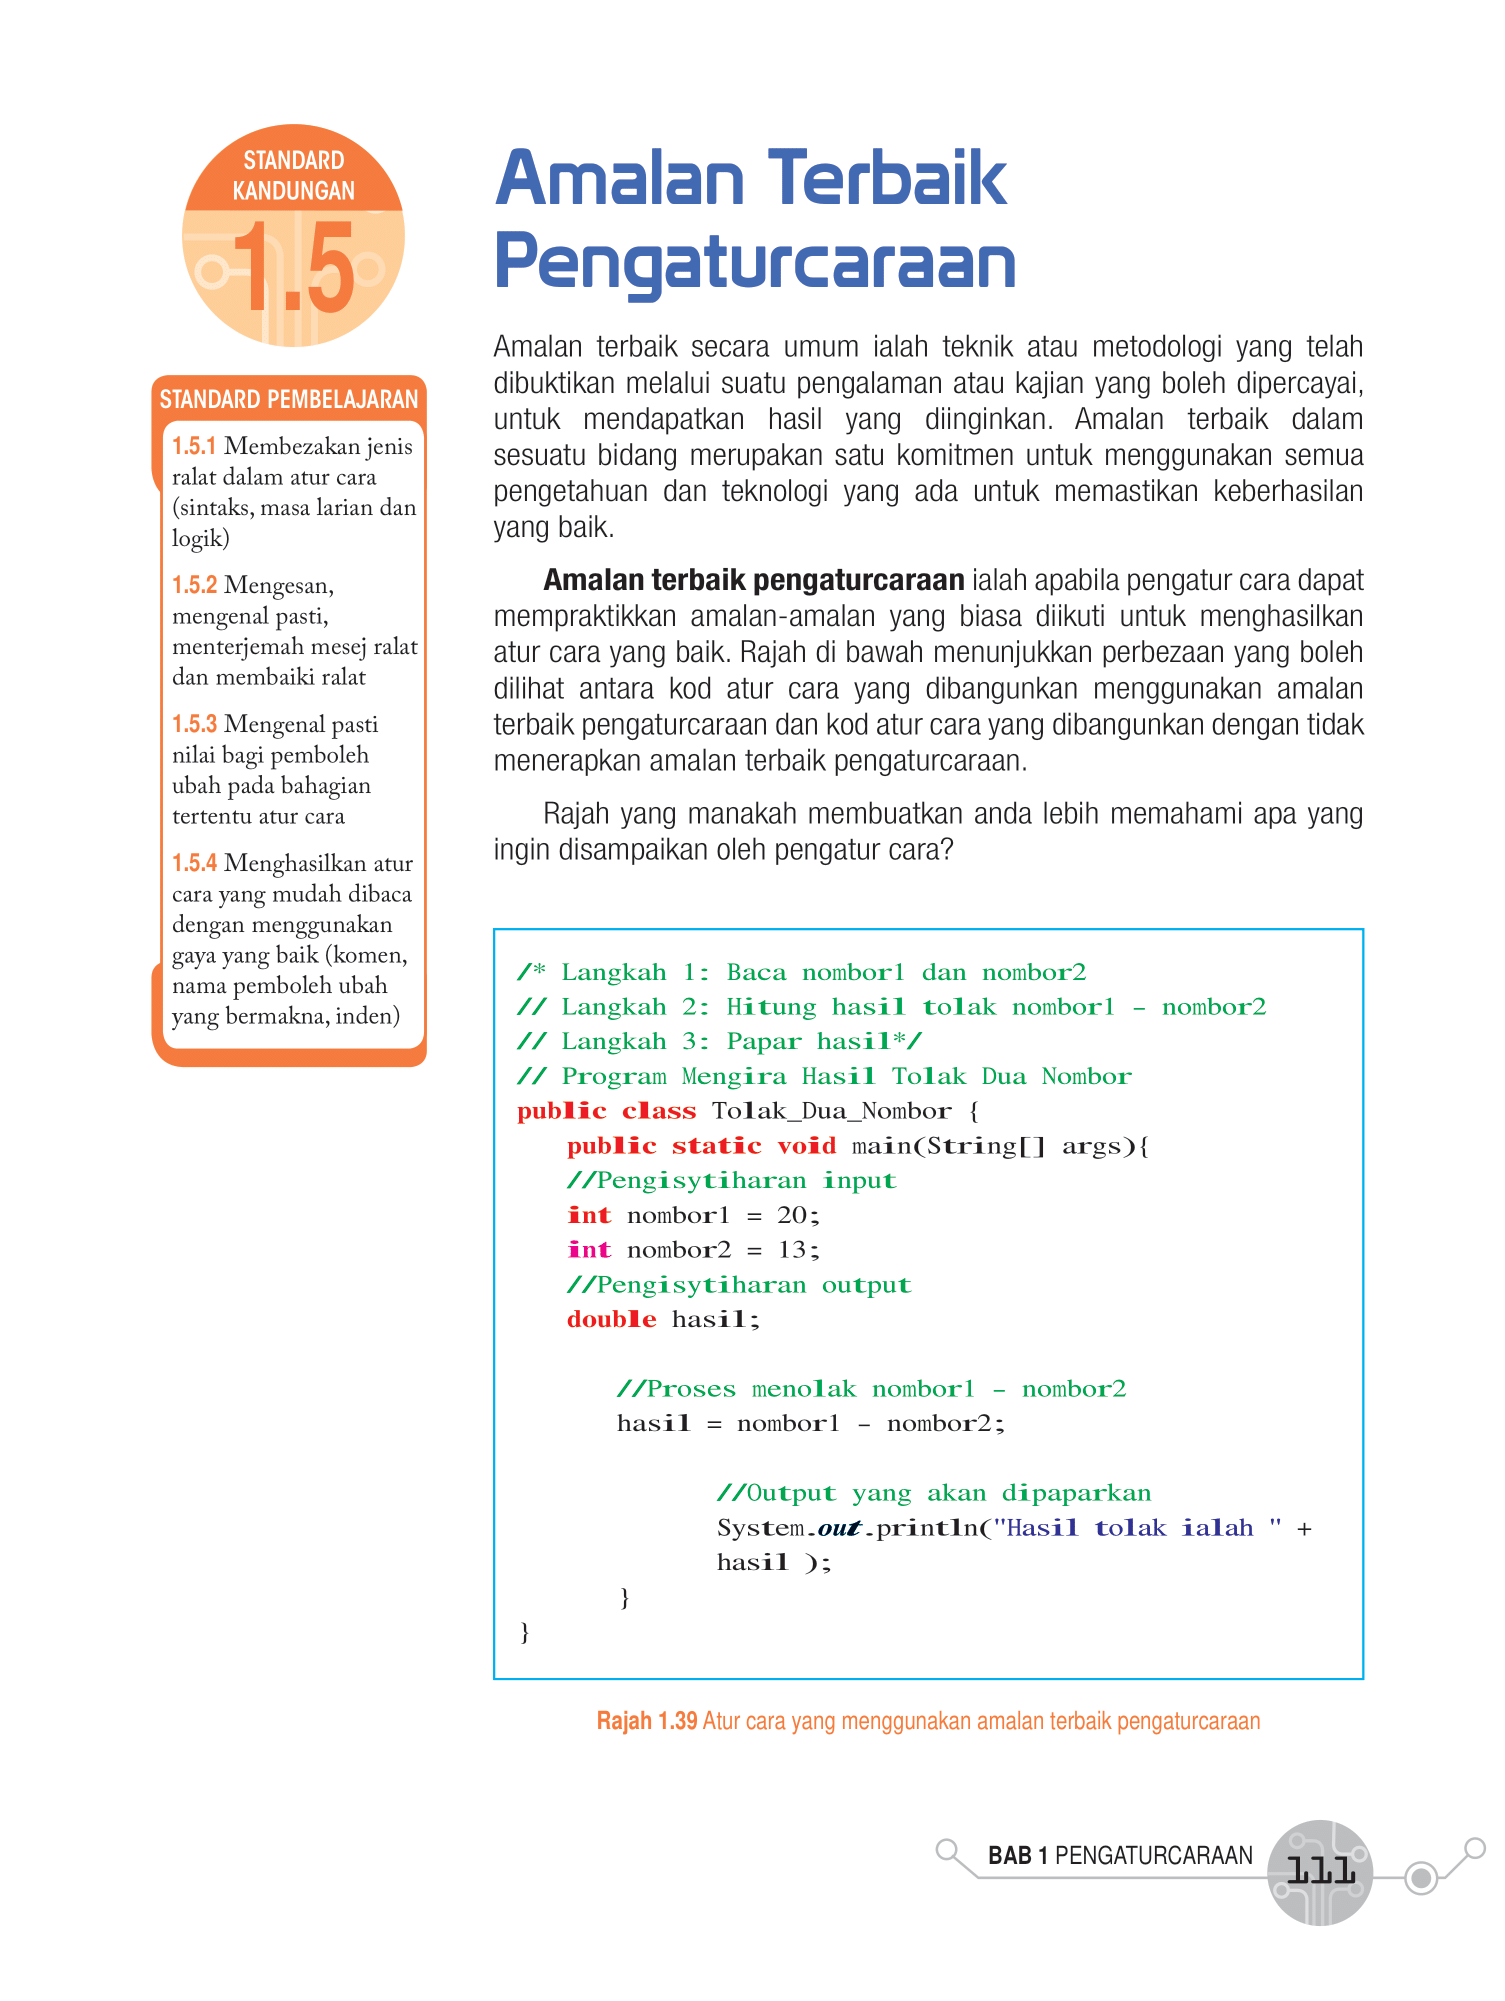 STANDARD
KANDUNGAN
1.5
STANDARD PEMBELAJARAN
1.5.1 Membezakan jenis
ralat dalam atur cara
(sintaks, masa larian dan
logik)
1.5.2 Mengesan,
mengenal pasti,
menterjemah mesej ralat
dan membaiki ralat
1.5.3 Mengenal pasti
nilai bagi pemboleh
ubah pada bahagian
tertentu atur cara
1.5.4 Menghasilkan atur
cara yang mudah dibaca
dengan menggunakan
gaya yang baik (komen,
nama pemboleh ubah
yang bermakna, inden)
Amalan Terbaik
Pengaturcaraan
Amalan terbaik secara umum ialah teknik atau metodologi yang telah
dibuktikan melalui suatu pengalaman atau kajian yang boleh dipercayai,
untuk mendapatkan hasil yang diinginkan. Amalan terbaik dalam
sesuatu bidang merupakan satu komitmen untuk menggunakan semua
pengetahuan dan teknologi yang ada untuk memastikan keberhasilan
yang baik.
Amalan terbaik pengaturcaraan ialah apabila pengatur cara dapat
mempraktikkan amalan-amalan yang biasa diikuti untuk menghasilkan
atur cara yang baik. Rajah di bawah menunjukkan perbezaan yang boleh
dilihat antara kod atur cara yang dibangunkan menggunakan amalan
terbaik pengaturcaraan dan kod atur cara yang dibangunkan dengan tidak
menerapkan amalan terbaik pengaturcaraan.
Rajah yang manakah membuatkan anda lebih memahami apa yang
ingin disampaikan oleh pengatur cara?
/* Langkah 1: Baca nombor1 dan nombor2
// Langkah 2: Hitung hasil tolak nombor1 – nombor2
// Langkah 3: Papar hasil*/
// Program Mengira Hasil Tolak Dua Nombor
public class Tolak_Dua_Nombor {
public static void main(String[] args){
//Pengisytiharan input
int nombor1 = 20;
int nombor2 = 13;
//Pengisytiharan output
double hasil;
//Proses menolak nombor1 – nombor2
hasil = nombor1 – nombor2;
//Output yang akan dipaparkan
System.out.println("Hasil tolak ialah " +
hasil );
}
}
Rajah 1.39 Atur cara yang menggunakan amalan terbaik pengaturcaraan
BAB 1 PENGATURCARAAN 111